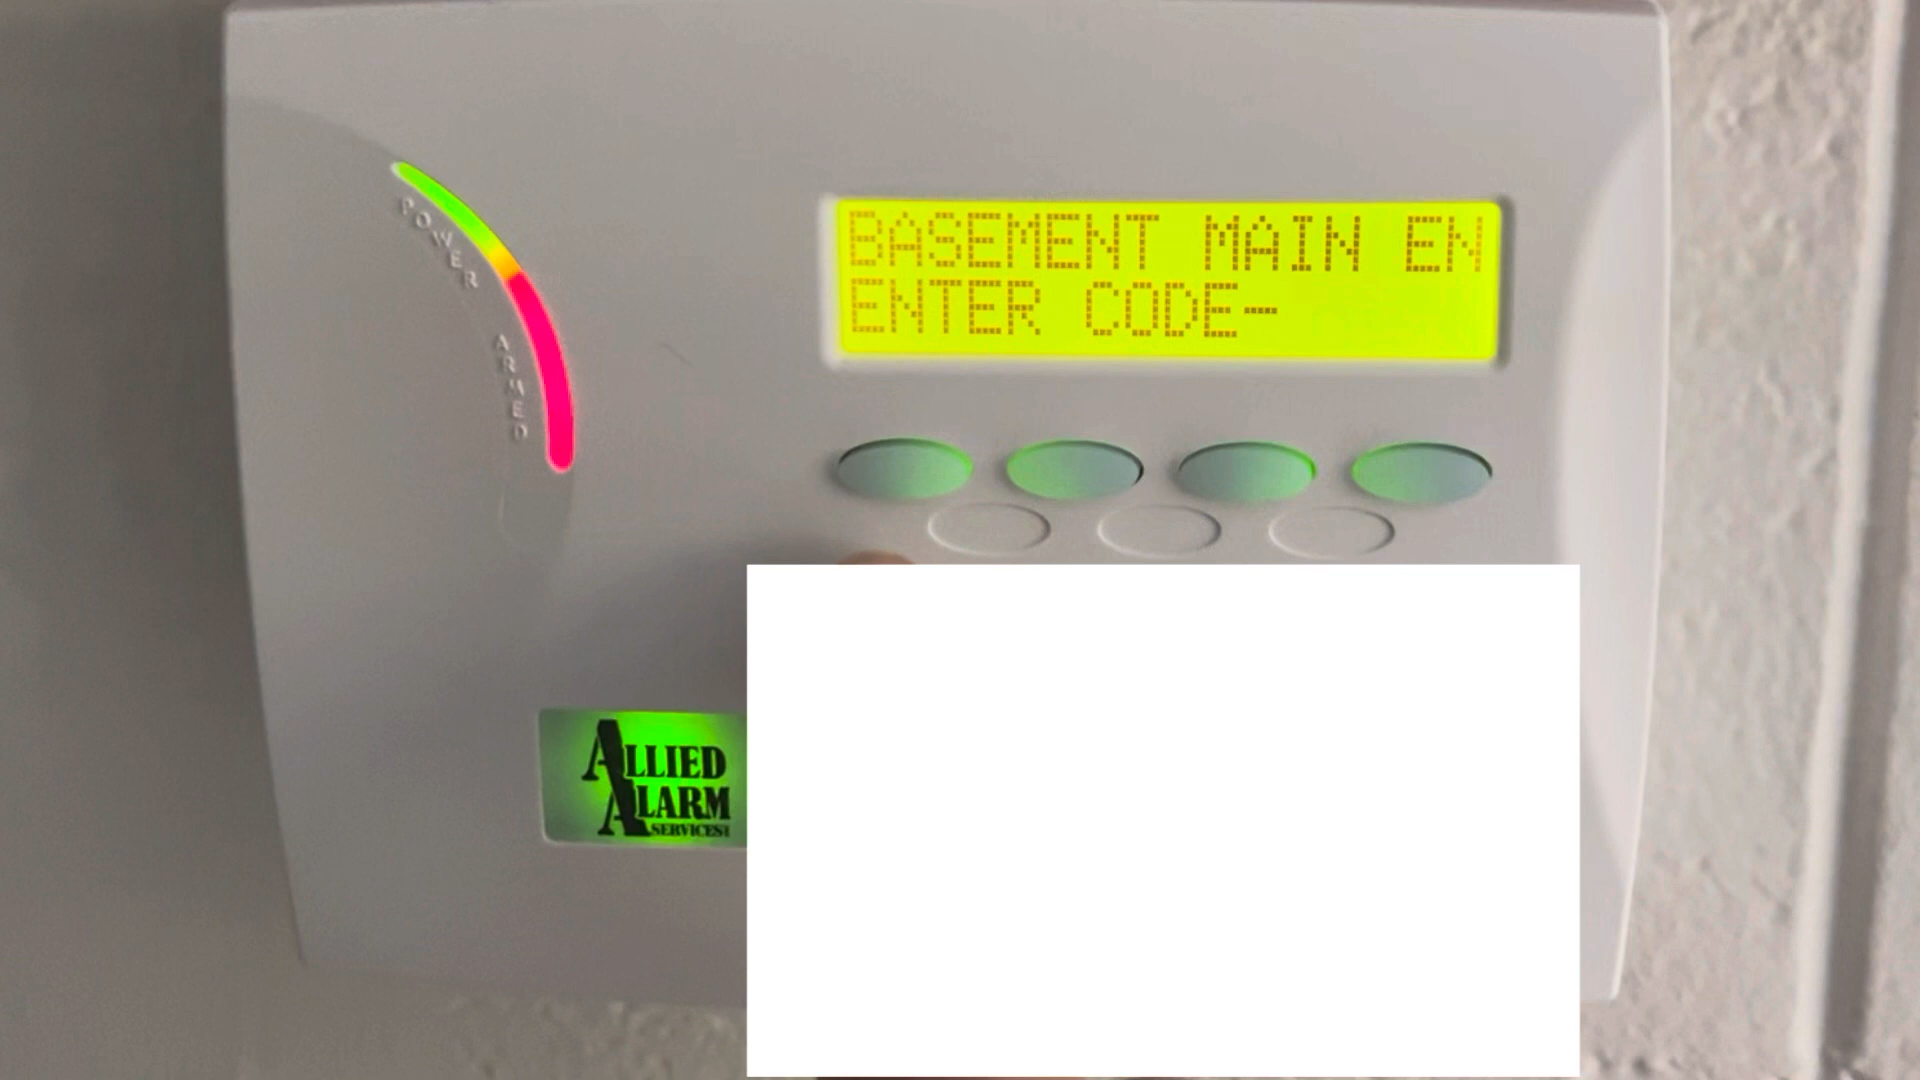 POWER
ARMED
BASEMENT MAIN EN
ENTER CODE-
ALLIED
ALARM
SERVICES